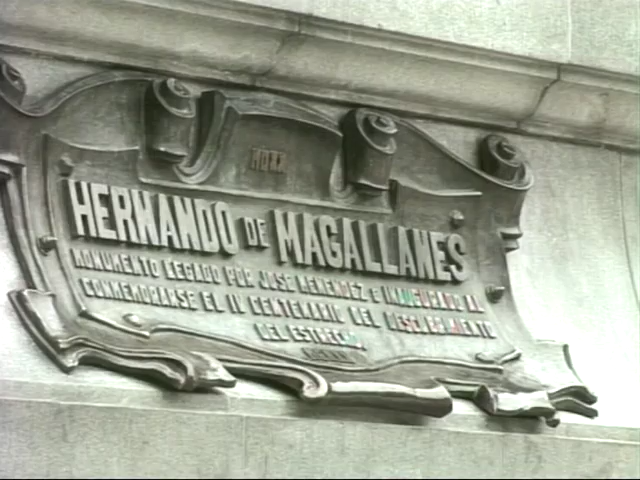 HERNANDO DE MAGALLANES
MONUMENTO LEGADO POR JOSE MENENDEZ E INAUGURADO AL
CONMEMORARSE EL IV CENTENARIO DEL DESCUBRIMIENTO
DEL ESTRECHO